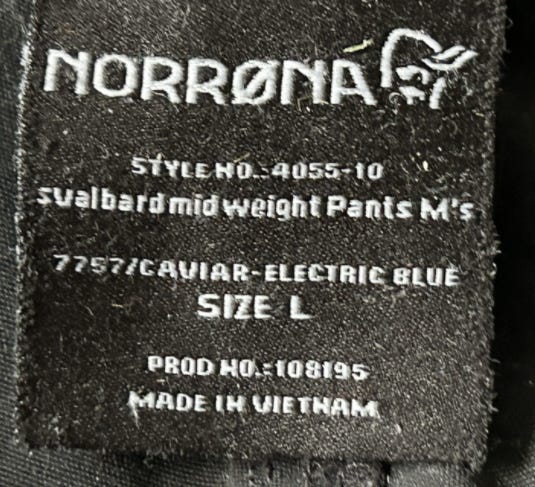 NORRØNA
STYLE NO.:4055-10
svalbard mid weight Pants M's
7757/CAVIAR-ELECTRIC BLUE
SIZE L
PROD NO.:108195
MADE IN VIETNAM